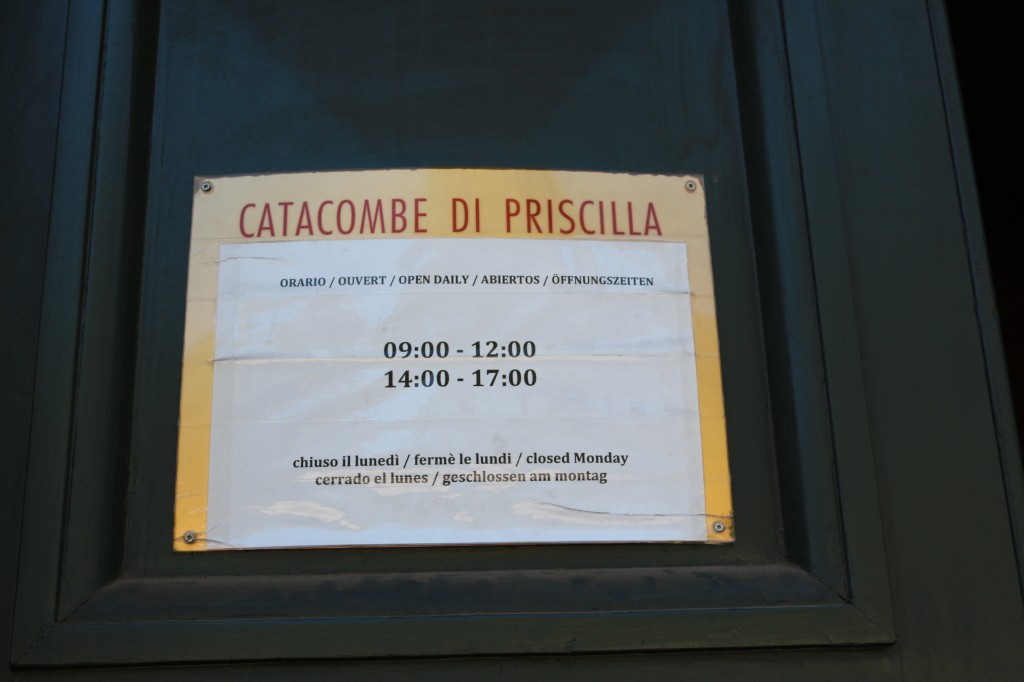 CATACOMBE DI PRISCILLA
ORARIO / OUVERT / OPEN DAILY / ABIERTOS / ÖFFNUNGSZEITEN
09:00 - 12:00
14:00 - 17:00
chiuso il lunedì / fermè le lundi / closed Monday
cerrado el lunes / geschlossen am montag